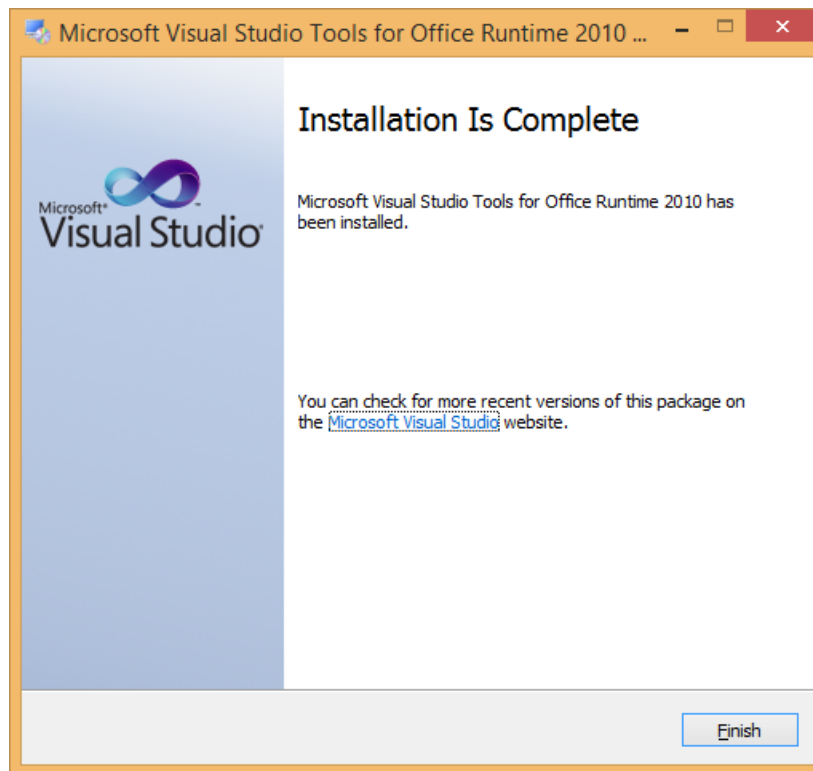 Microsoft Visual Studio Tools for Office Runtime 2010 ...
Installation Is Complete
Microsoft®
Visual Studio®
Microsoft Visual Studio Tools for Office Runtime 2010 has
been installed.
You can check for more recent versions of this package on
the Microsoft Visual Studio website.
Finish